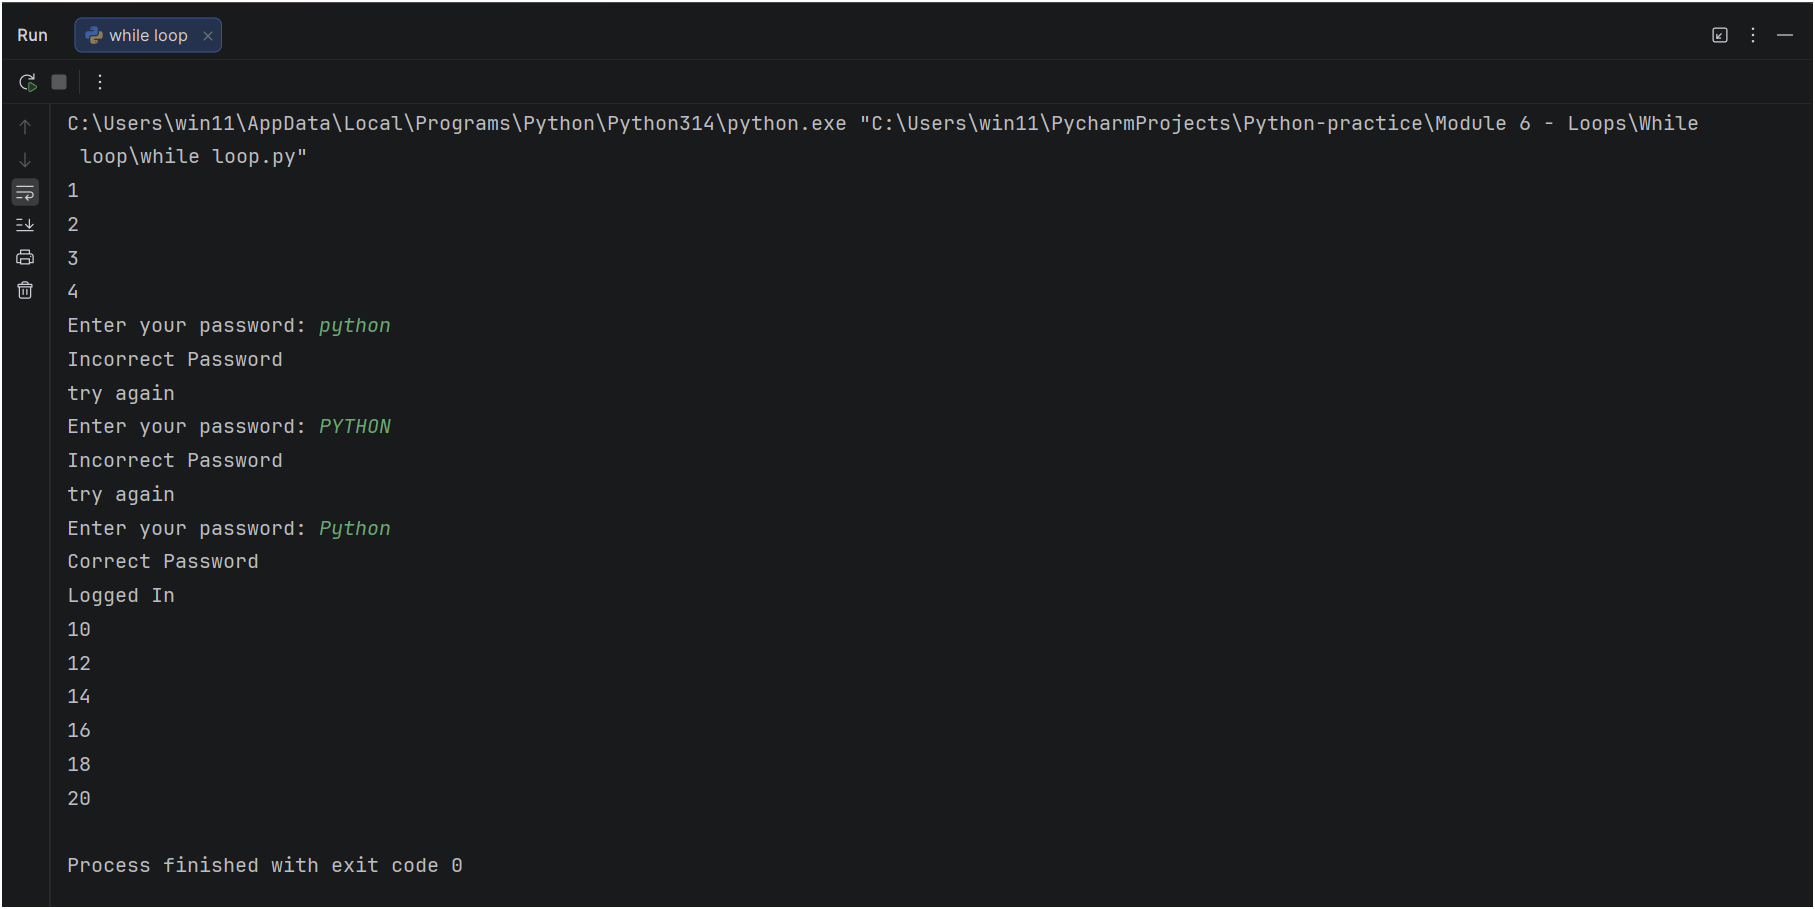 Run while loop
C:\Users\win11\AppData\Local\Programs\Python\Python314\python.exe "C:\Users\win11\PycharmProjects\Python-practice\Module 6 - Loops\While
loop\while loop.py"
1
2
3
4
Enter your password: python
Incorrect Password
try again
Enter your password: PYTHON
Incorrect Password
try again
Enter your password: Python
Correct Password
Logged In
10
12
14
16
18
20
Process finished with exit code 0